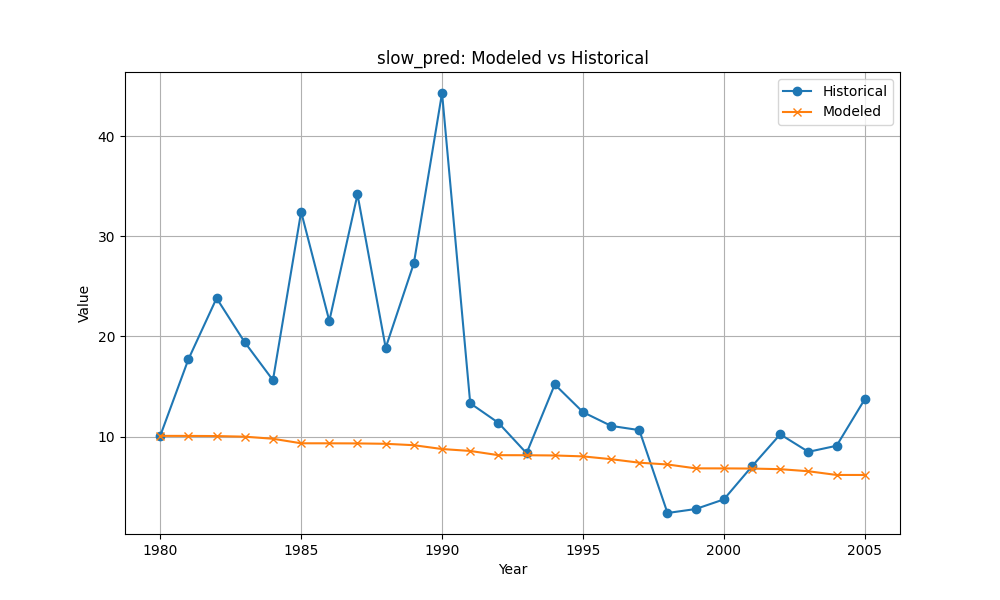 slow_pred: Modeled vs Historical
Historical
Modeled
Value
40
30
20
10
1980 1985 1990 1995 2000 2005
Year